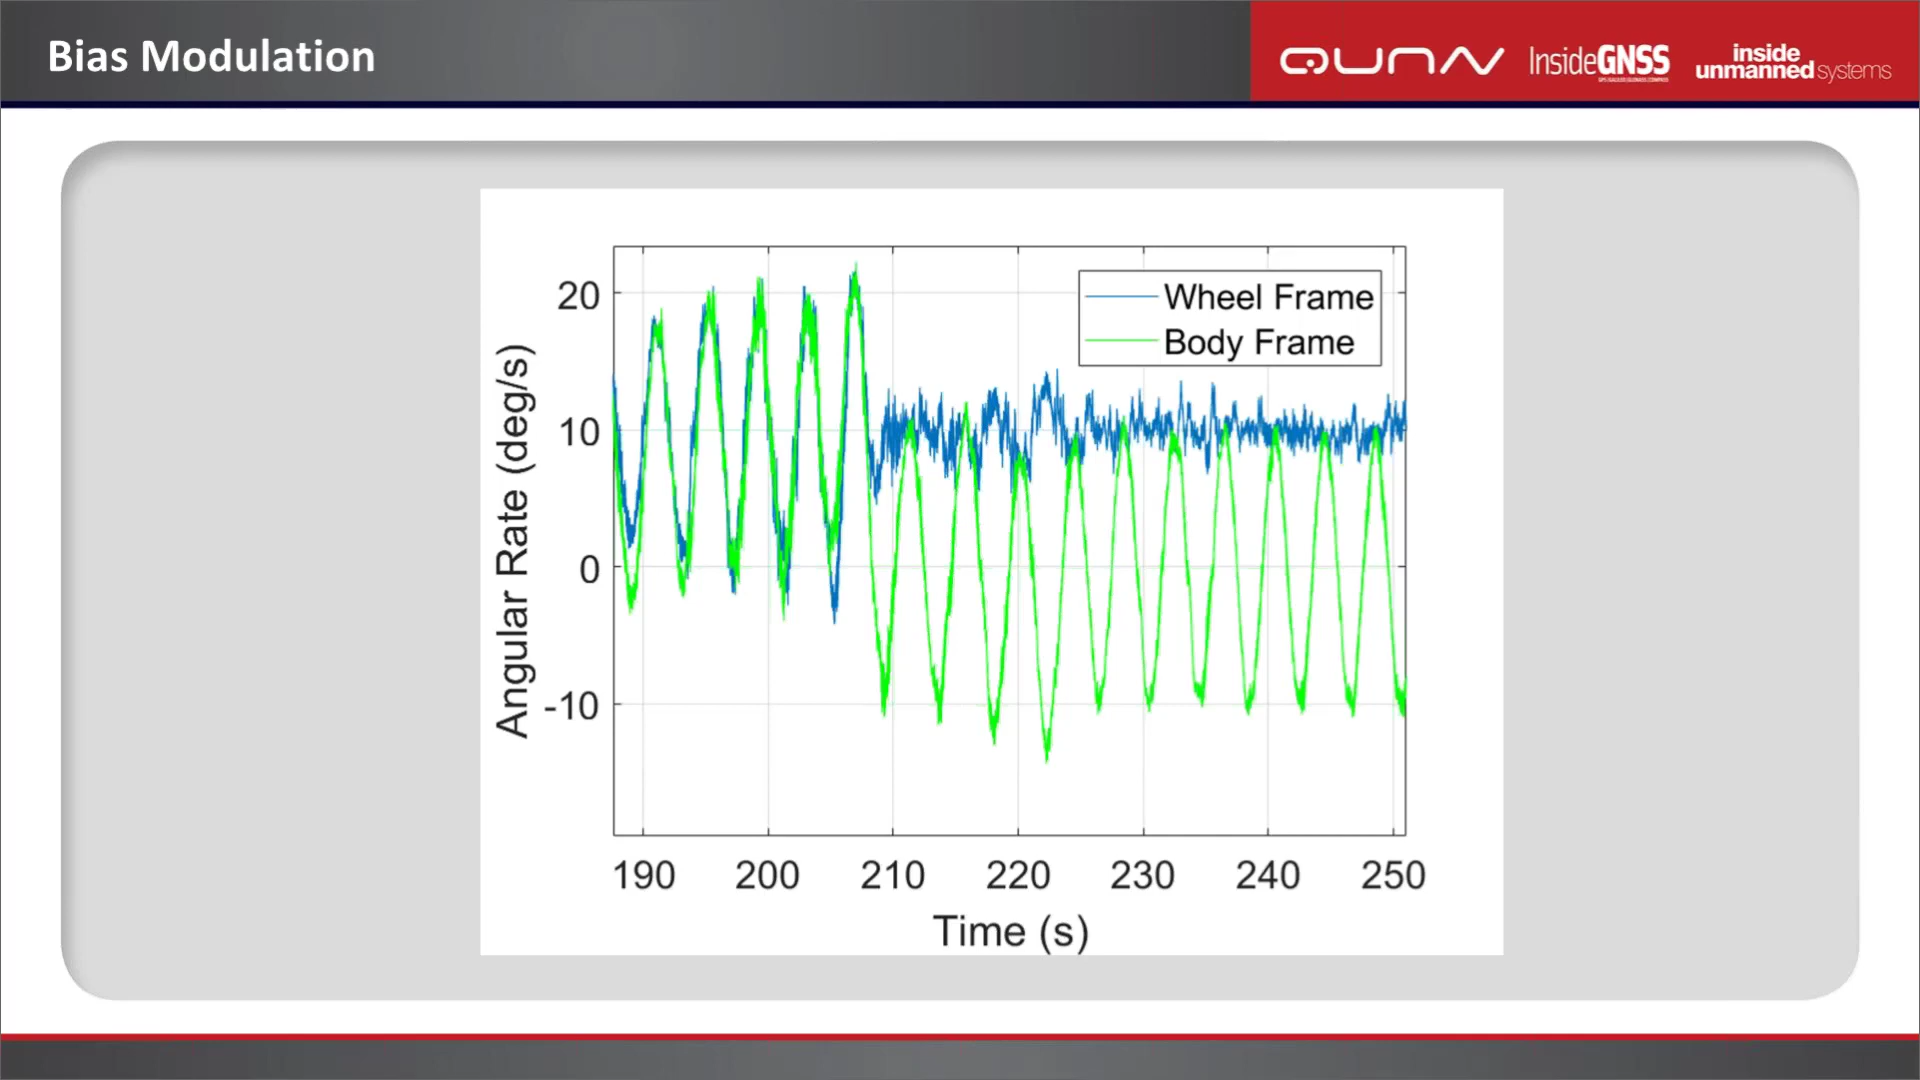 Bias Modulation
InsideGNSS
inside
unmanned systems
Wheel Frame
Body Frame
20
10
0
-10
Angular Rate (deg/s)
190 200 210 220 230 240 250
Time (s)